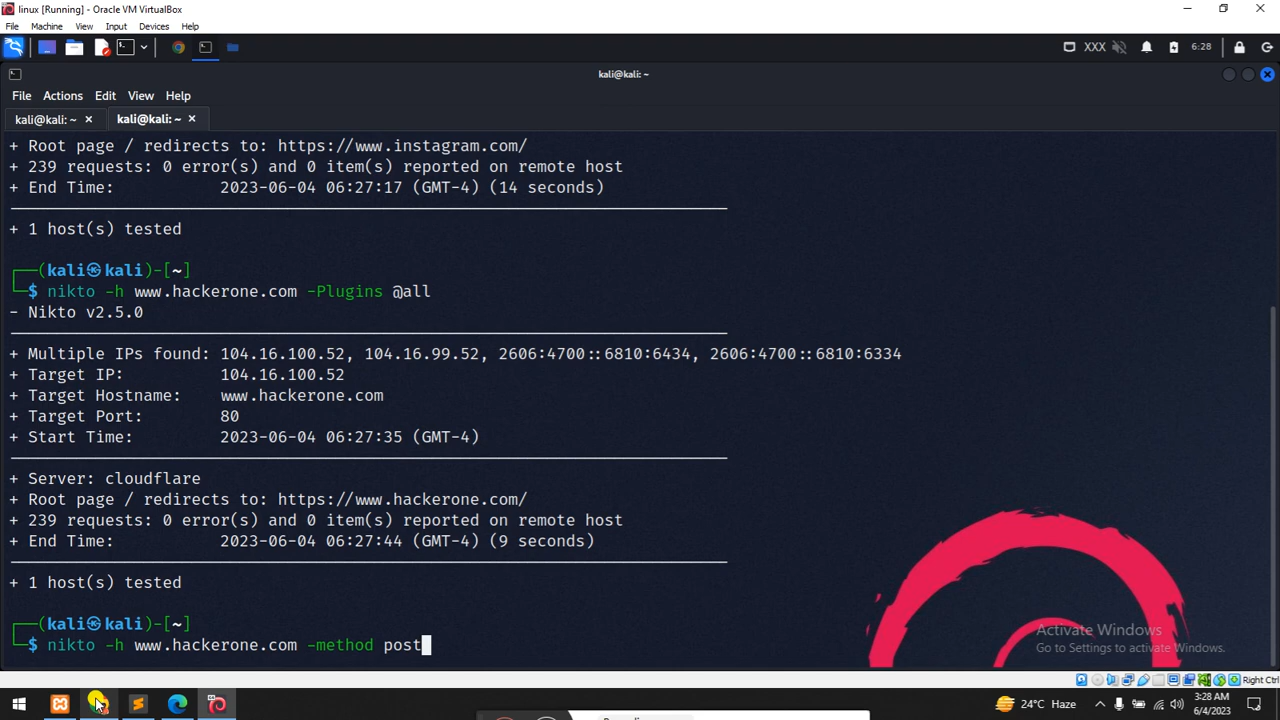 linux [Running] - Oracle VM VirtualBox
File Machine View Input Devices Help
XXX 6:28
kali@kali: ~
File Actions Edit View Help
kali@kali: ~ × kali@kali: ~ ×
+ Root page / redirects to: https://www.instagram.com/
+ 239 requests: 0 error(s) and 0 item(s) reported on remote host
+ End Time: 2023-06-04 06:27:17 (GMT-4) (14 seconds)
+ 1 host(s) tested
┌──(kali㉿kali)-[~]
└─$ nikto -h www.hackerone.com -Plugins @all
- Nikto v2.5.0
+ Multiple IPs found: 104.16.100.52, 104.16.99.52, 2606:4700::6810:6434, 2606:4700::6810:6334
+ Target IP: 104.16.100.52
+ Target Hostname: www.hackerone.com
+ Target Port: 80
+ Start Time: 2023-06-04 06:27:35 (GMT-4)
+ Server: cloudflare
+ Root page / redirects to: https://www.hackerone.com/
+ 239 requests: 0 error(s) and 0 item(s) reported on remote host
+ End Time: 2023-06-04 06:27:44 (GMT-4) (9 seconds)
+ 1 host(s) tested
┌──(kali㉿kali)-[~]
└─$ nikto -h www.hackerone.com -method post
Activate Windows
Go to Settings to activate Windows.
Right Ctrl
24°C Haze
3:28 AM
6/4/2023